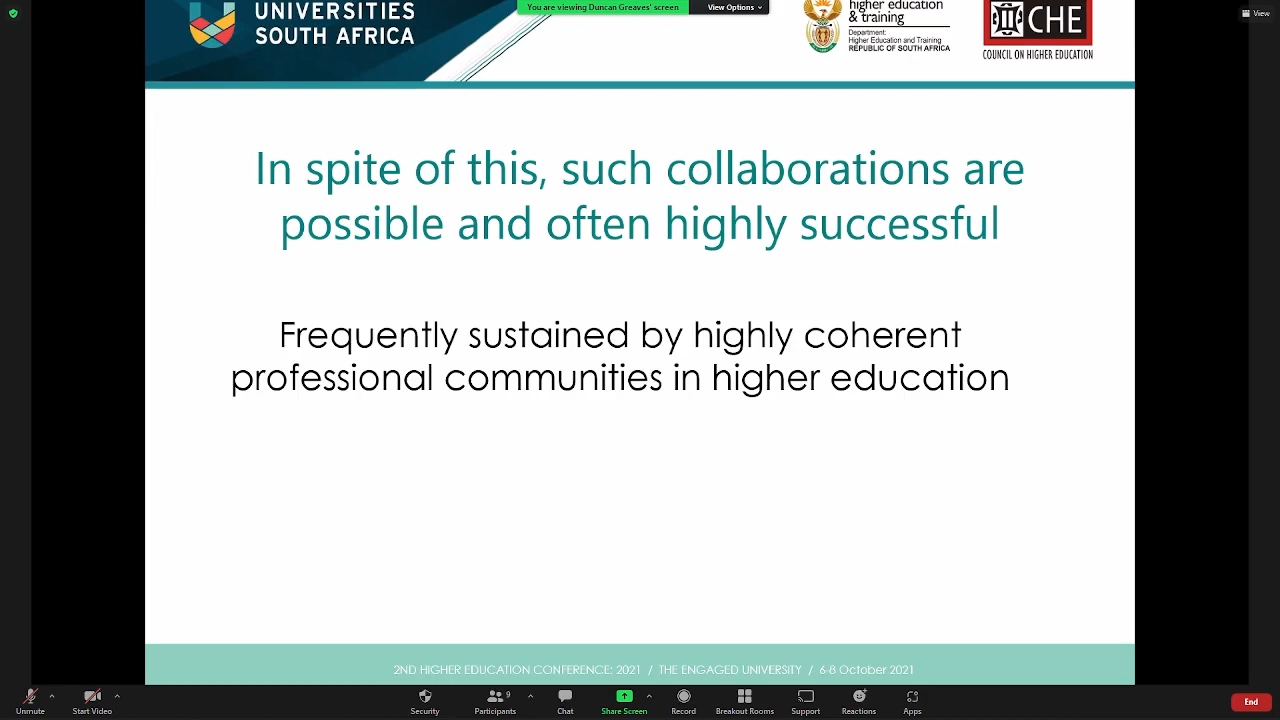 You are viewing Duncan Greaves' screen
View Options
View
UNIVERSITIES
SOUTH AFRICA
higher education
& training
Department:
Higher Education and Training
REPUBLIC OF SOUTH AFRICA
CHE
COUNCIL ON HIGHER EDUCATION
In spite of this, such collaborations are
possible and often highly successful
Frequently sustained by highly coherent
professional communities in higher education
2ND HIGHER EDUCATION CONFERENCE: 2021 / THE ENGAGED UNIVERSITY / 6-8 October 2021
Unmute
Start Video
Security
Participants 9
Chat
Share Screen
Record
Breakout Rooms
Support
Reactions
Apps
End